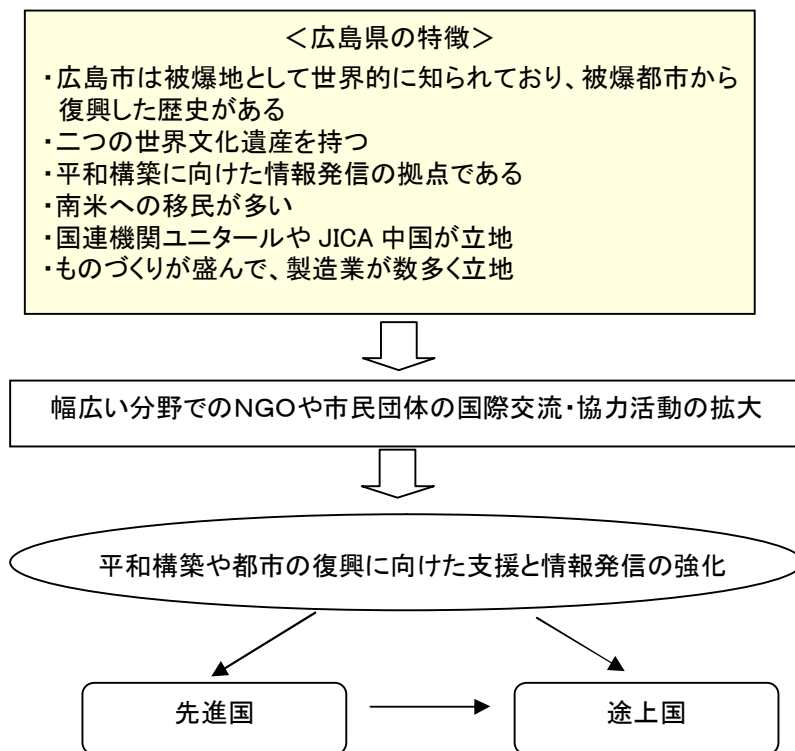 ＜広島県の特徴＞
・広島市は被爆地として世界的に知られており、被爆都市から
復興した歴史がある
・二つの世界文化遺産を持つ
・平和構築に向けた情報発信の拠点である
・南米への移民が多い
・国連機関ユニタールや JICA 中国が立地
・ものづくりが盛んで、製造業が数多く立地
幅広い分野でのＮＧＯや市民団体の国際交流・協力活動の拡大
平和構築や都市の復興に向けた支援と情報発信の強化
先進国
途上国